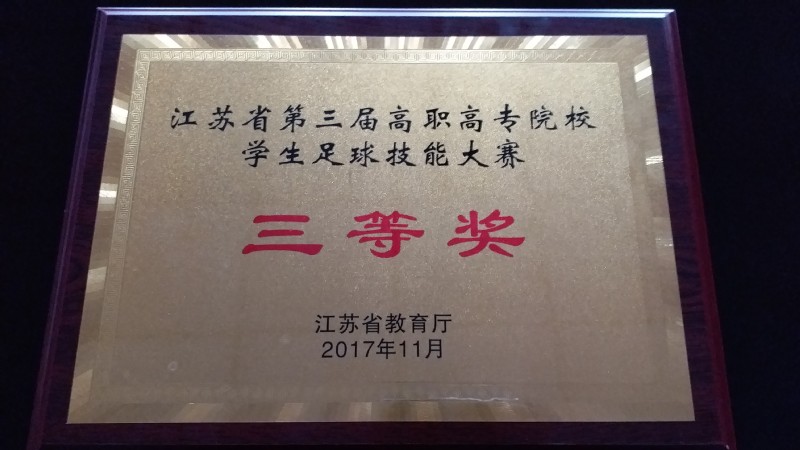 江苏省第三届高职高专院校
学生足球技能大赛
三等奖
江苏省教育厅
2017年11月